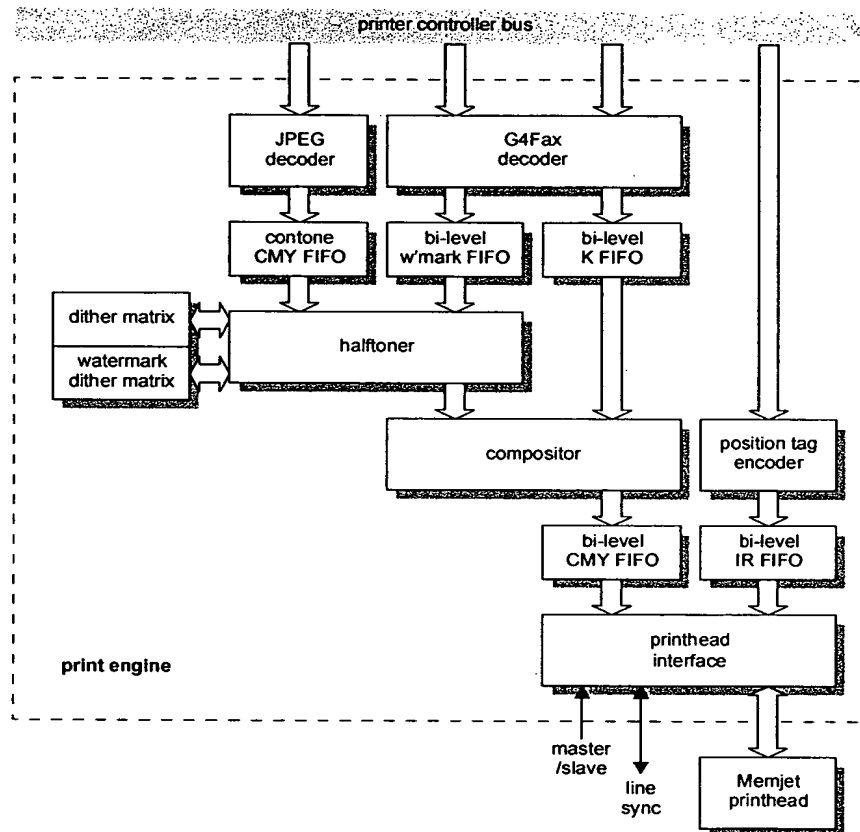 printer controller bus
JPEG
decoder
G4Fax
decoder
contone
CMY FIFO
bi-level
w'mark FIFO
bi-level
K FIFO
dither matrix
watermark
dither matrix
halftoner
compositor
position tag
encoder
bi-level
CMY FIFO
bi-level
IR FIFO
printhead
interface
print engine
master
/slave
line
sync
Memjet
printhead